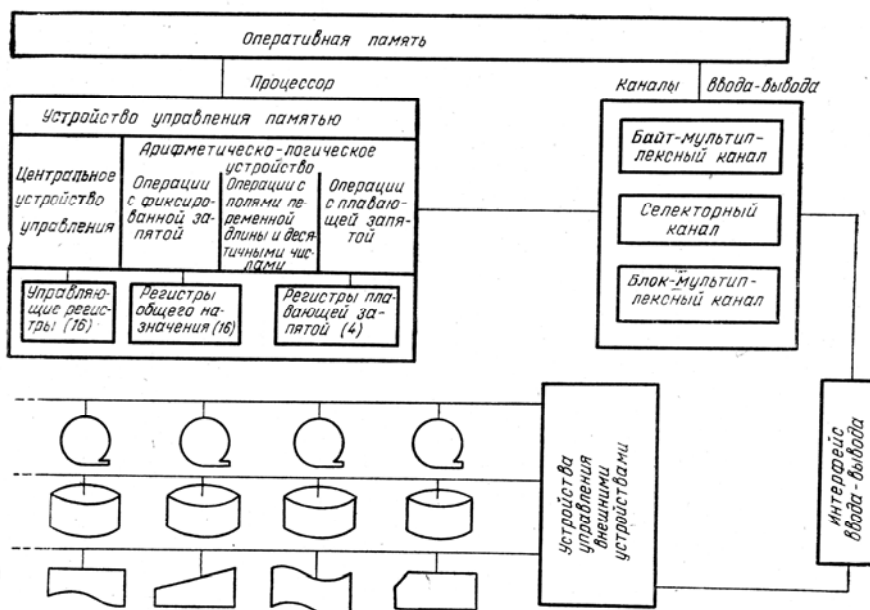 Оперативная память
Процессор
Каналы ввода-вывода
Устройство управления памятью
Центральное
устройство
управления
Арифметическо-логическое
устройство
Операции
с фиксиро-
ванной за-
пятой
Операции с
полями пе-
ременной
длины и деся-
тичными чис-
лами
Операции
с плаваю-
щей запя-
той
Управляю-
щис регис-
тры (16)
Регистры
общего на-
значения (16)
Регистры пла-
вающей за-
пятой (4)
Байт-мультип-
лексный канал
Селекторный
канал
Блок-мультип-
лексный канал
Устройства
управления
внешними
устройствами
Интерфейс
ввода-вывода